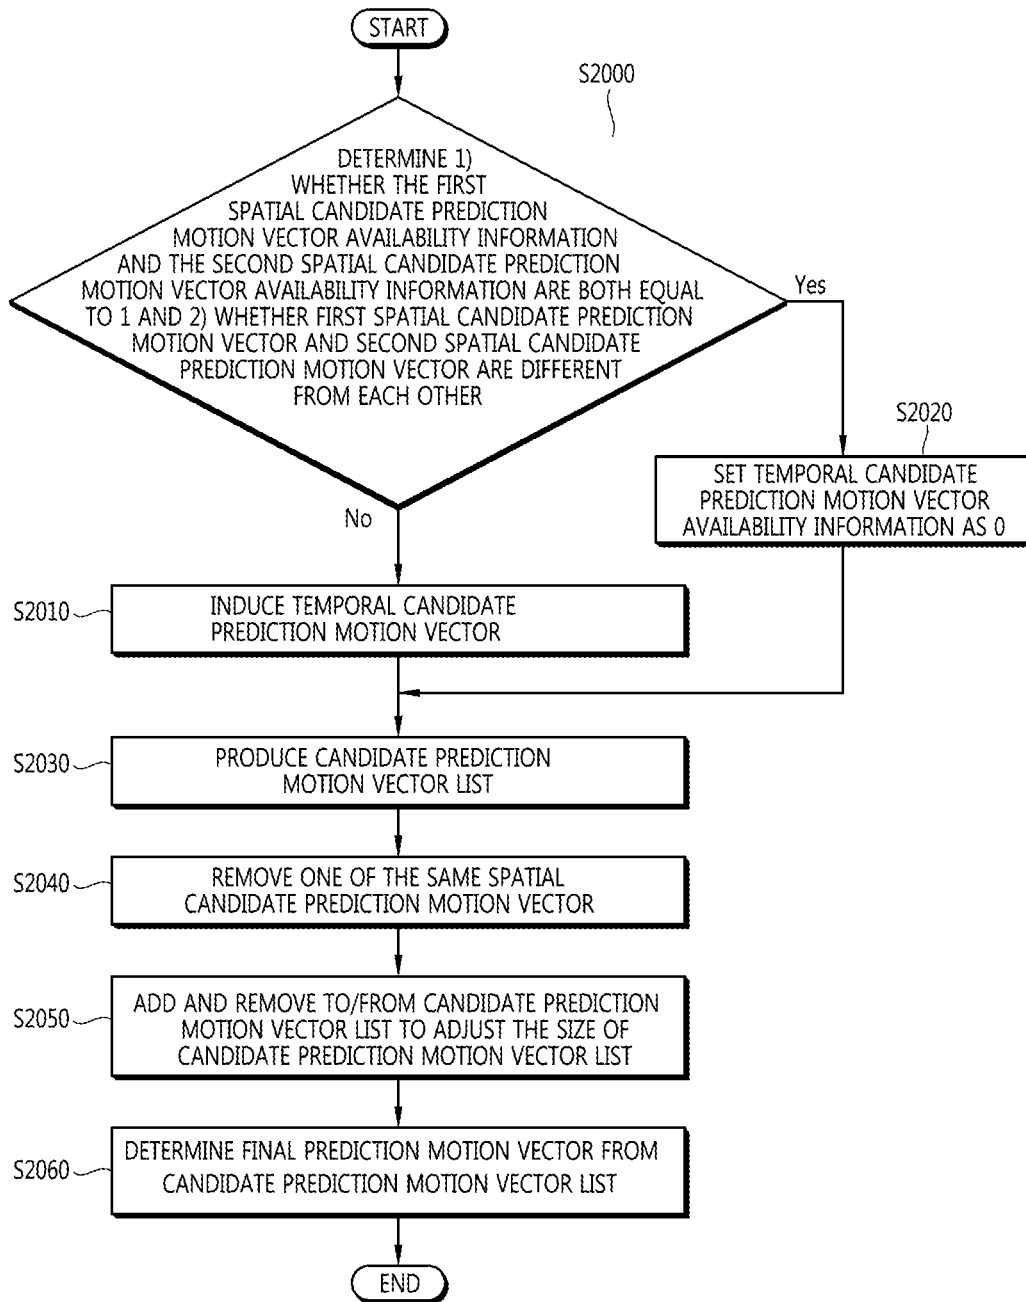 START
S2000
DETERMINE 1)
WHETHER THE FIRST
SPATIAL CANDIDATE PREDICTION
MOTION VECTOR AVAILABILITY INFORMATION
AND THE SECOND SPATIAL CANDIDATE PREDICTION
MOTION VECTOR AVAILABILITY INFORMATION ARE BOTH EQUAL
TO 1 AND 2) WHETHER FIRST SPATIAL CANDIDATE PREDICTION
MOTION VECTOR AND SECOND SPATIAL CANDIDATE
PREDICTION MOTION VECTOR ARE DIFFERENT
FROM EACH OTHER
Yes
S2020
SET TEMPORAL CANDIDATE
PREDICTION MOTION VECTOR
AVAILABILITY INFORMATION AS 0
No
S2010
INDUCE TEMPORAL CANDIDATE
PREDICTION MOTION VECTOR
S2030
PRODUCE CANDIDATE PREDICTION
MOTION VECTOR LIST
S2040
REMOVE ONE OF THE SAME SPATIAL
CANDIDATE PREDICTION MOTION VECTOR
S2050
ADD AND REMOVE TO/FROM CANDIDATE PREDICTION
MOTION VECTOR LIST TO ADJUST THE SIZE OF
CANDIDATE PREDICTION MOTION VECTOR LIST
S2060
DETERMINE FINAL PREDICTION MOTION VECTOR FROM
CANDIDATE PREDICTION MOTION VECTOR LIST
END